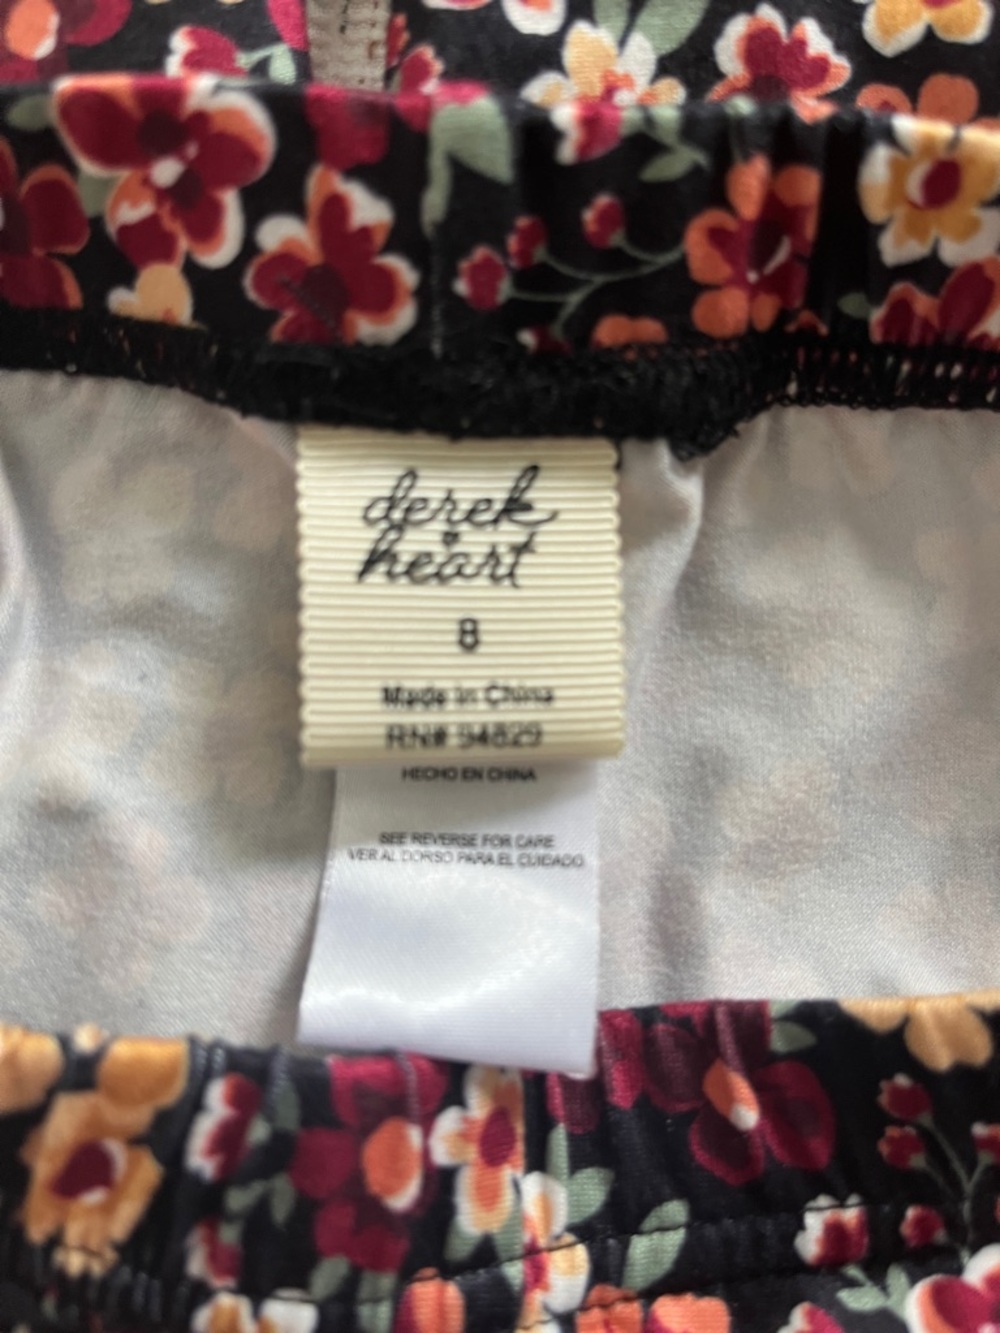 derek
heart
8
Made in China
RN# 94829
HECHO EN CHINA
SEE REVERSE FOR CARE
VER AL DORSO PARA EL CUIDADO